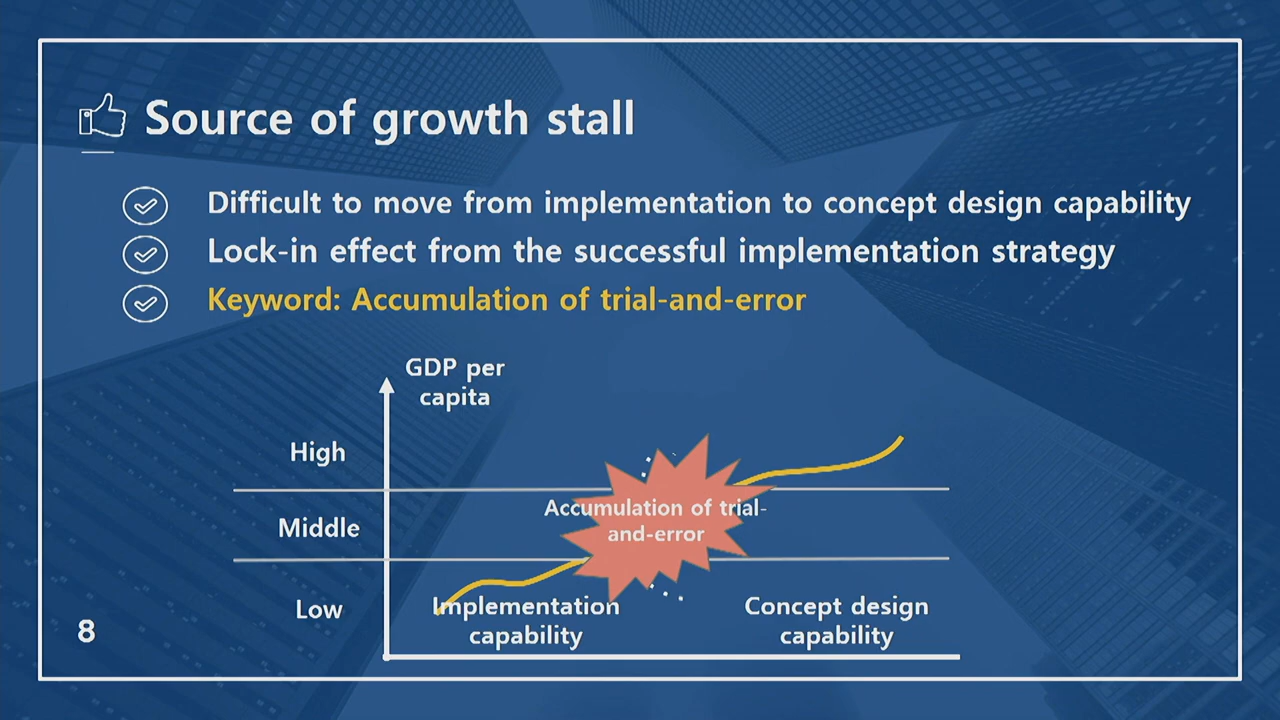 Source of growth stall
Difficult to move from implementation to concept design capability
Lock-in effect from the successful implementation strategy
Keyword: Accumulation of trial-and-error
GDP per
capita
High
Middle
Low
Accumulation of trial-
and-error
Implementation
capability
Concept design
capability
8